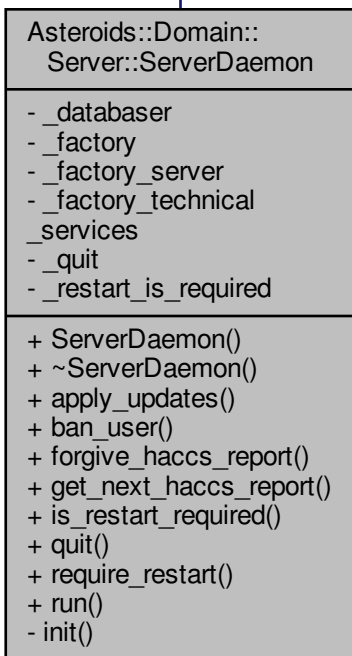 Asteroids::Domain::
Server::ServerDaemon
- _databaser
- _factory
- _factory_server
- _factory_technical
_services
- _quit
- _restart_is_required
+ ServerDaemon()
+ ~ServerDaemon()
+ apply_updates()
+ ban_user()
+ forgive_haccs_report()
+ get_next_haccs_report()
+ is_restart_required()
+ quit()
+ require_restart()
+ run()
- init()